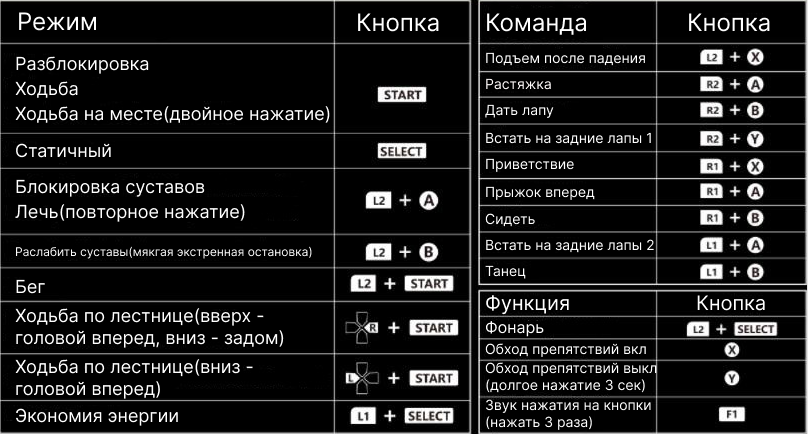 Режим Кнопка
Разблокировка
Ходьба
Ходьба на месте(двойное нажатие)
START
Статичный SELECT
Блокировка суставов
Лечь(повторное нажатие)
L2 + A
Раслабить суставы(мякгая экстренная остановка) L2 + B
Бег L2 + START
Ходьба по лестнице(вверх -
головой вперед, вниз - задом)
R + START
Ходьба по лестнице(вниз -
головой вперед)
L + START
Экономия энергии L1 + SELECT
Команда Кнопка
Подъем после падения L2 + X
Растяжка R2 + A
Дать лапу R2 + B
Встать на задние лапы 1 R2 + Y
Приветствие R1 + X
Прыжок вперед R1 + A
Сидеть R1 + B
Встать на задние лапы 2 L1 + A
Танец L1 + B
Функция Кнопка
Фонарь L2 + SELECT
Обход препятствий вкл X
Обход препятствий выкл
(долгое нажатие 3 сек)
Y
Звук нажатия на кнопки
(нажать 3 раза)
F1